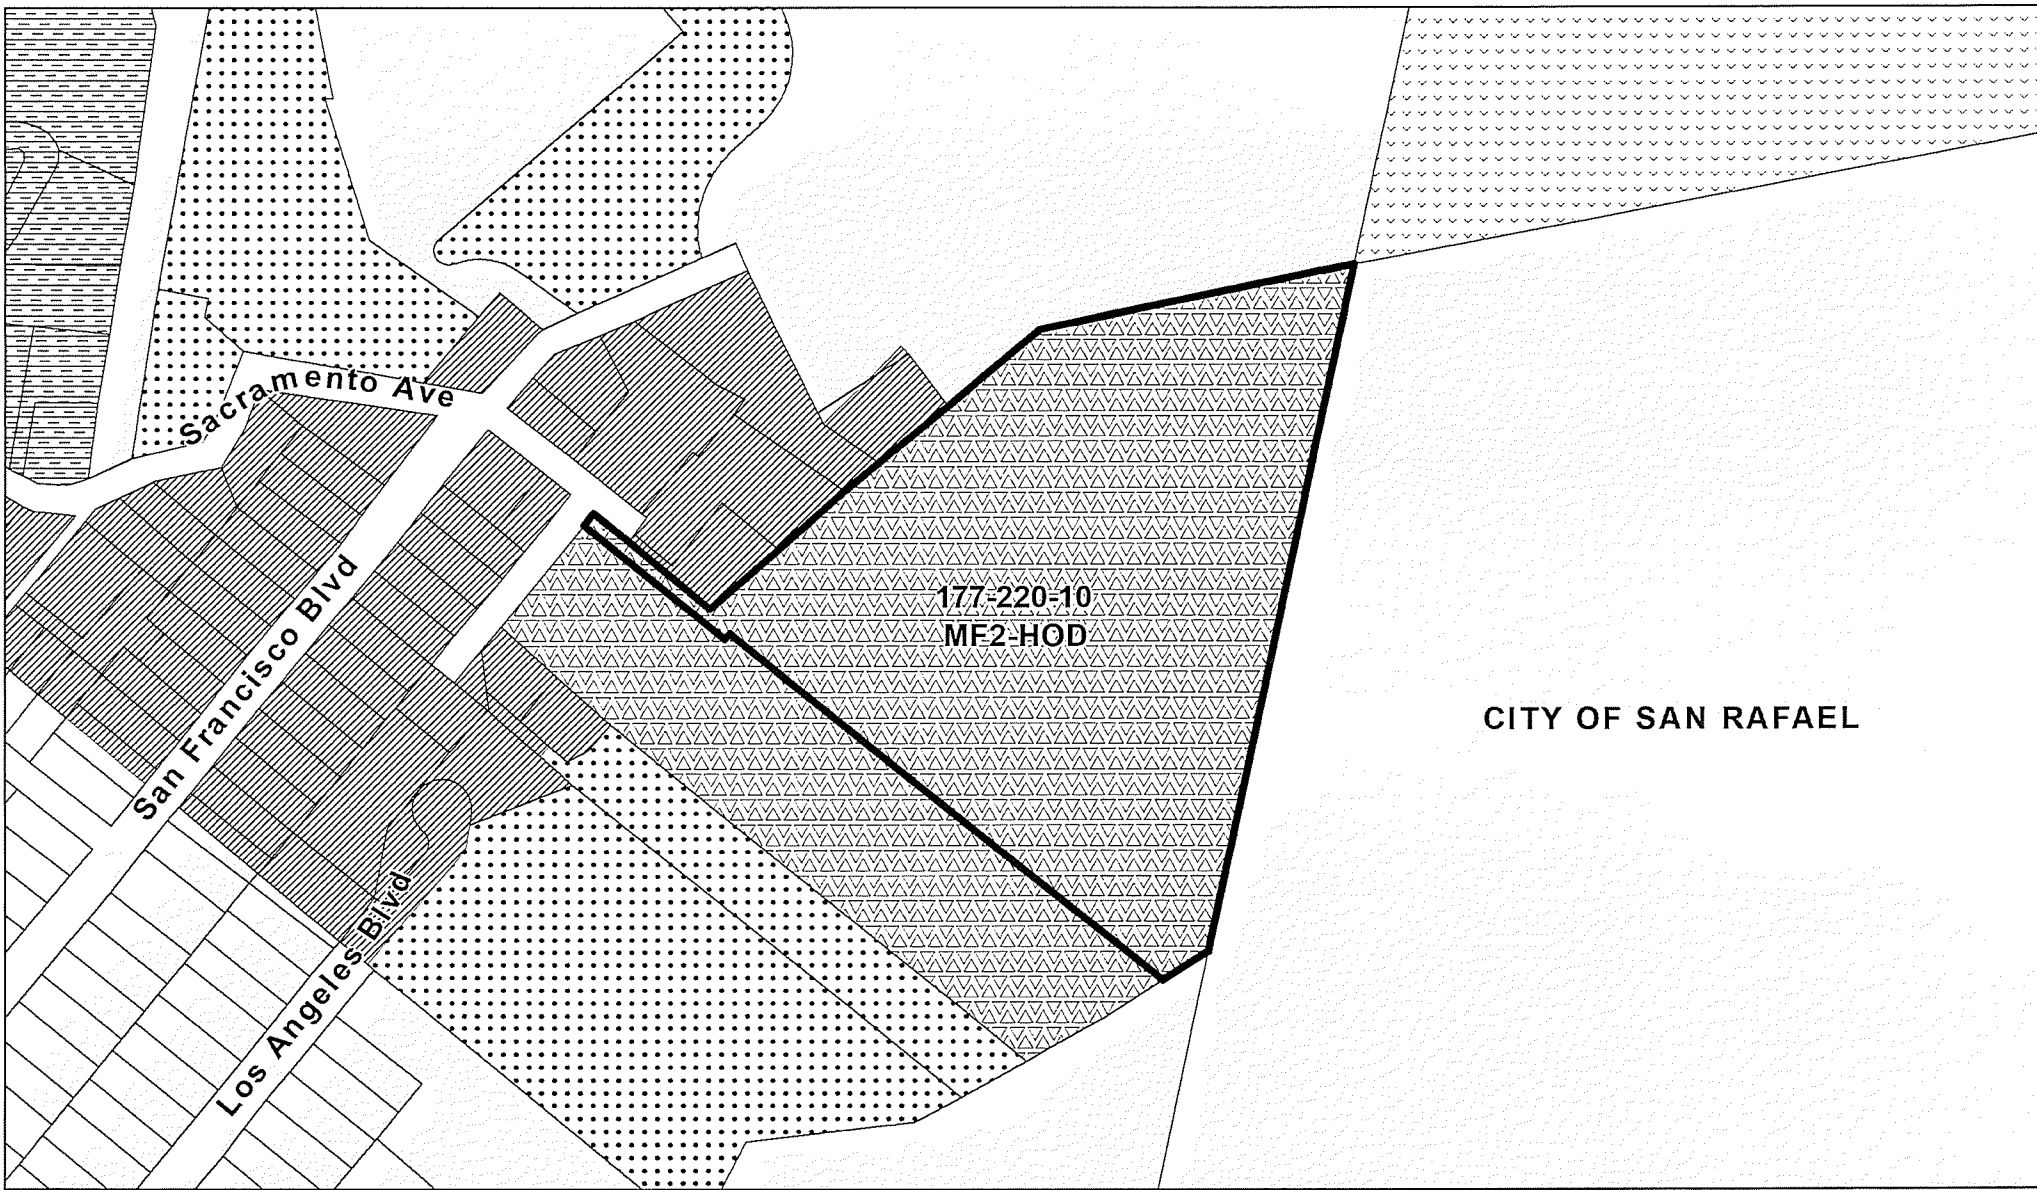 Sacramento Ave
San Francisco Blvd
177-220-10
MF2-HOD
CITY OF SAN RAFAEL
Los Angeles Blvd